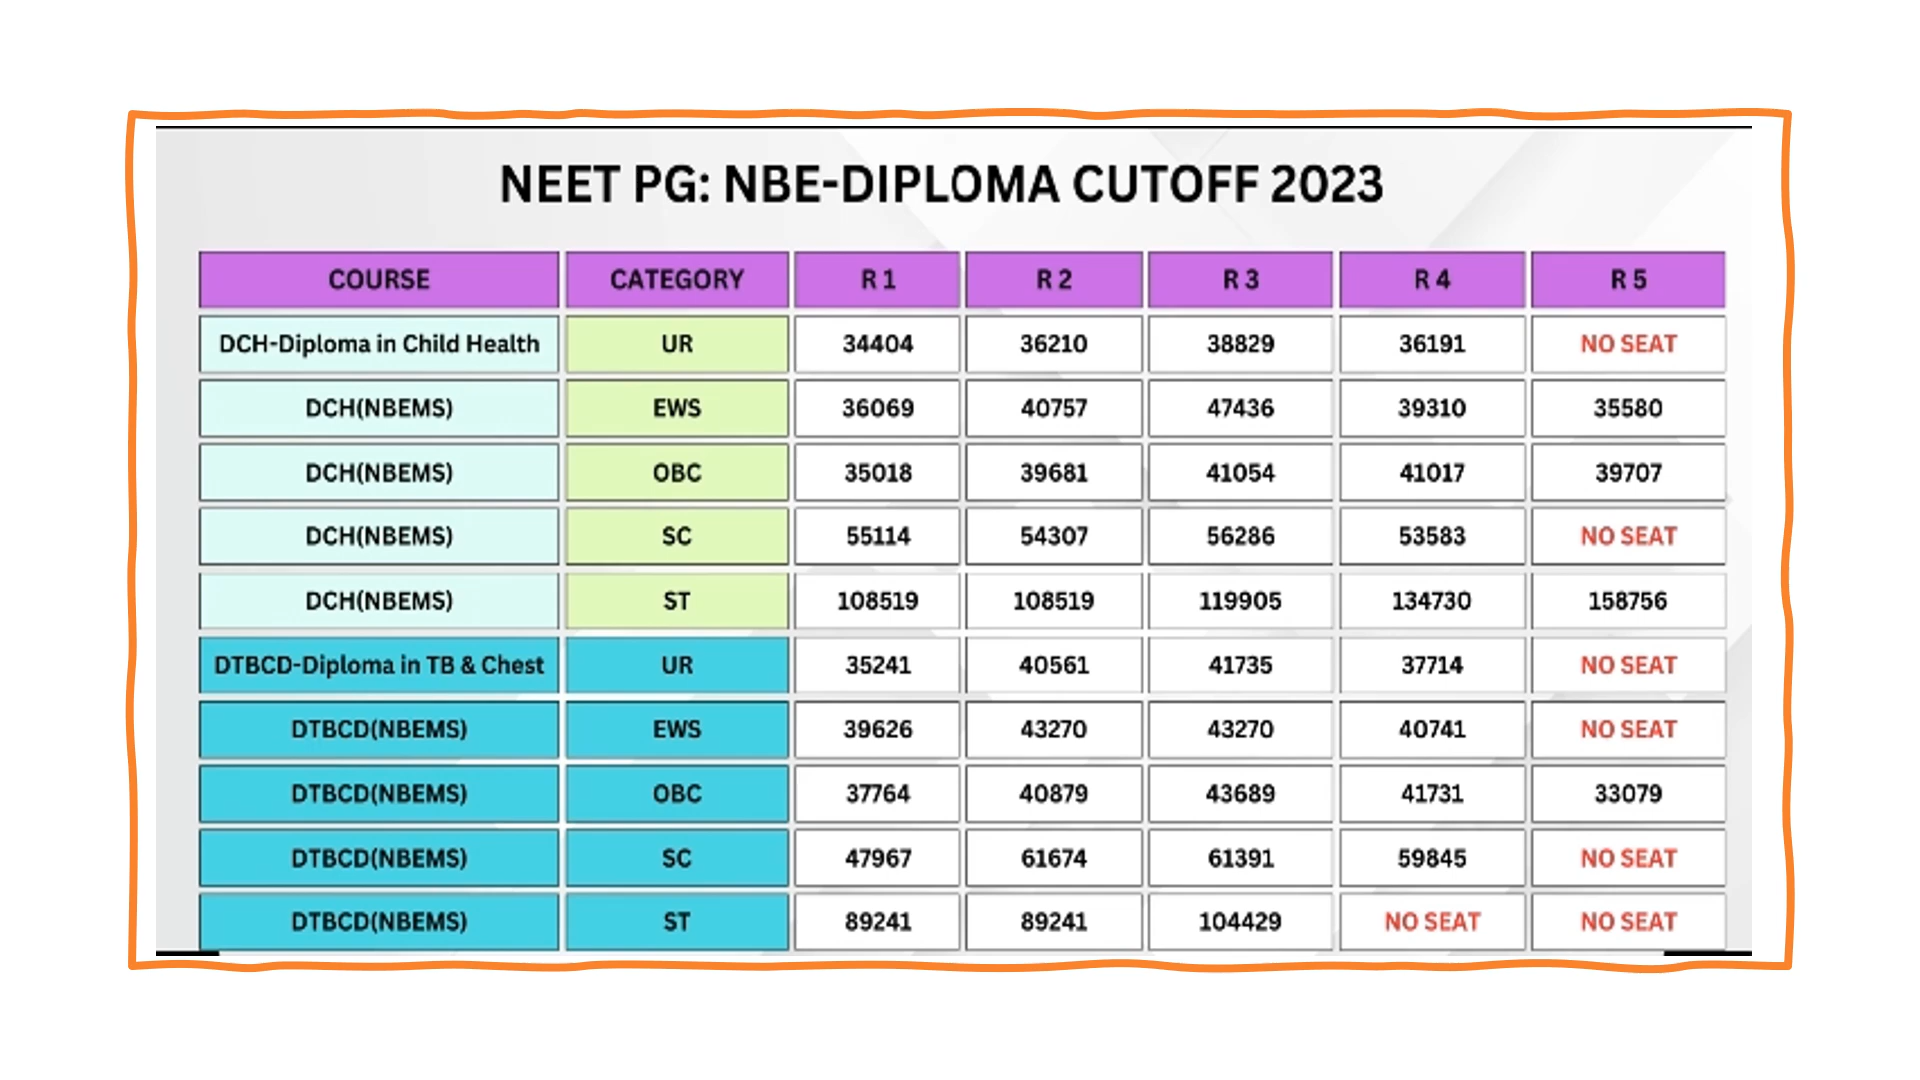 NEET PG: NBE-DIPLOMA CUTOFF 2023
COURSE CATEGORY R 1 R 2 R 3 R 4 R 5
DCH-Diploma in Child Health UR 34404 36210 38829 36191 NO SEAT
DCH(NBEMS) EWS 36069 40757 47436 39310 35580
DCH(NBEMS) OBC 35018 39681 41054 41017 39707
DCH(NBEMS) SC 55114 54307 56286 53583 NO SEAT
DCH(NBEMS) ST 108519 108519 119905 134730 158756
DTBCD-Diploma in TB & Chest UR 35241 40561 41735 37714 NO SEAT
DTBCD(NBEMS) EWS 39626 43270 43270 40741 NO SEAT
DTBCD(NBEMS) OBC 37764 40879 43689 41731 33079
DTBCD(NBEMS) SC 47967 61674 61391 59845 NO SEAT
DTBCD(NBEMS) ST 89241 89241 104429 NO SEAT NO SEAT